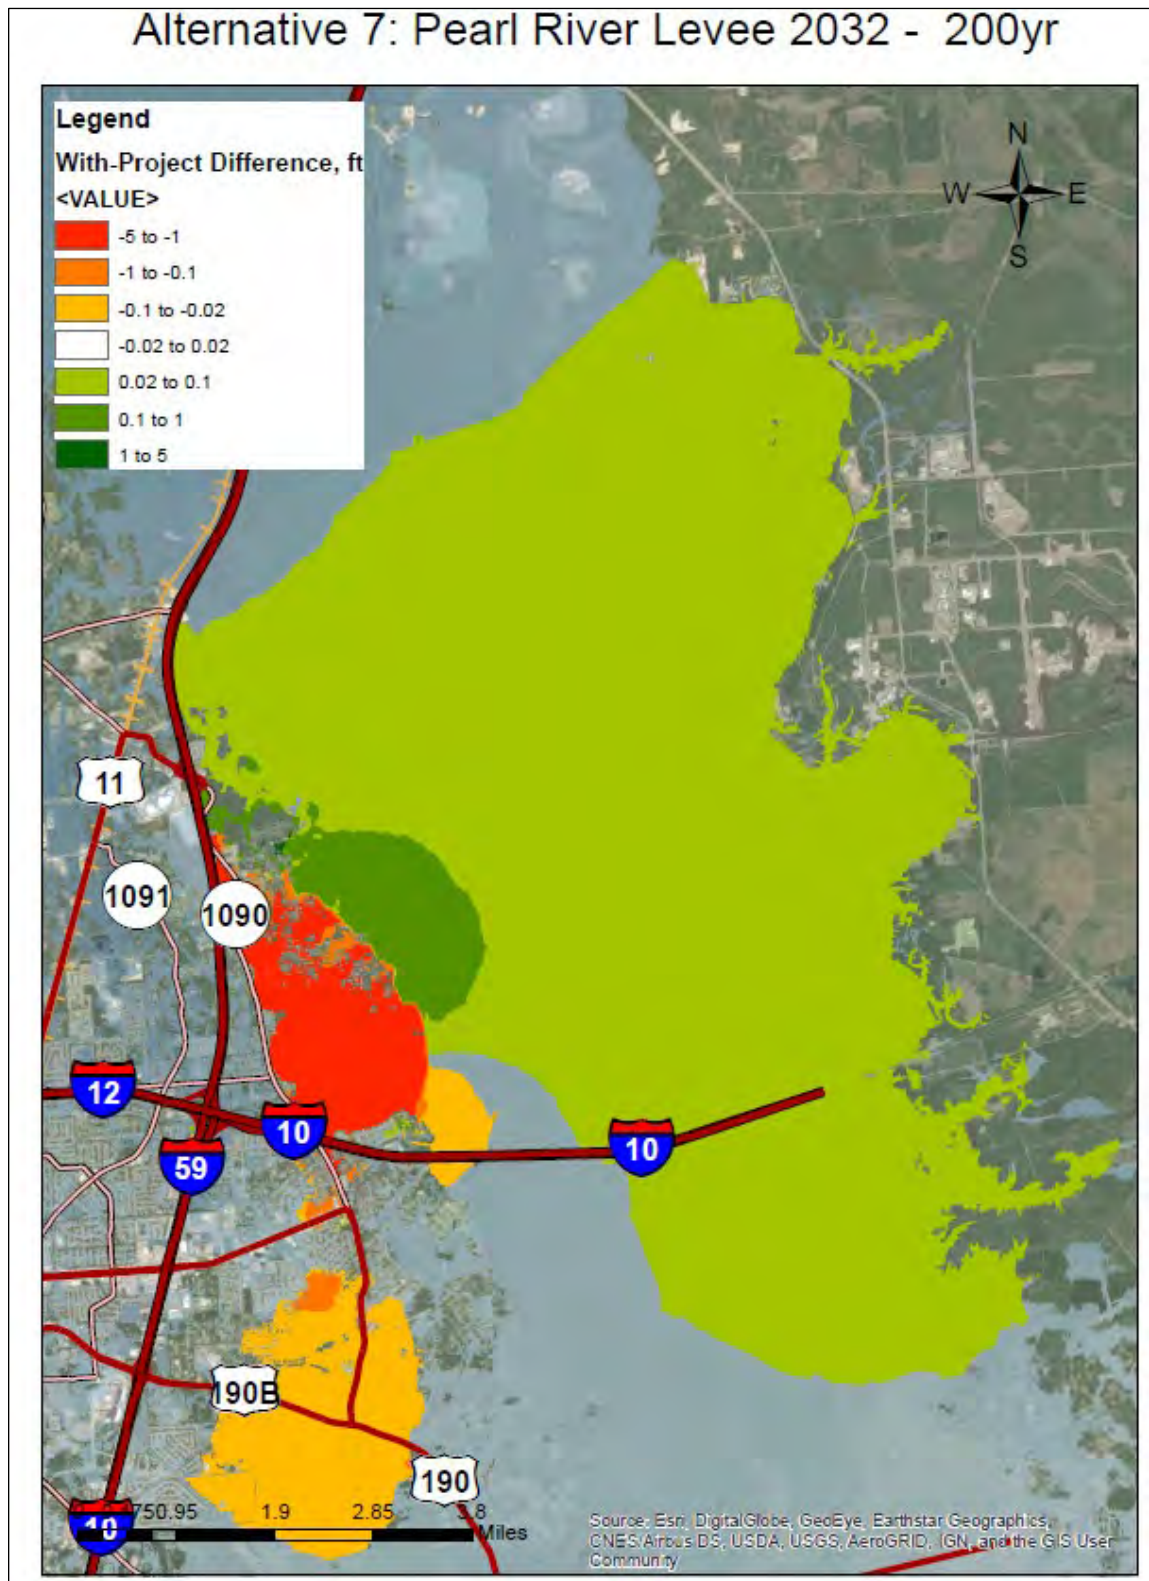 Alternative 7: Pearl River Levee 2032 - 200yr
Legend
With-Project Difference, ft
<VALUE>
-5 to -1
-1 to -0.1
-0.1 to -0.02
-0.02 to 0.02
0.02 to 0.1
0.1 to 1
1 to 5
N
W E
S
11
1091
1090
12
10
10
59
190B
190
10
0.95 1.9 2.85 3.8
Miles
Source: Esri, DigitalGlobe, GeoEye, Earthstar Geographics,
CNES/Airbus DS, USDA, USGS, AeroGRID, IGN, and the GIS User
Community